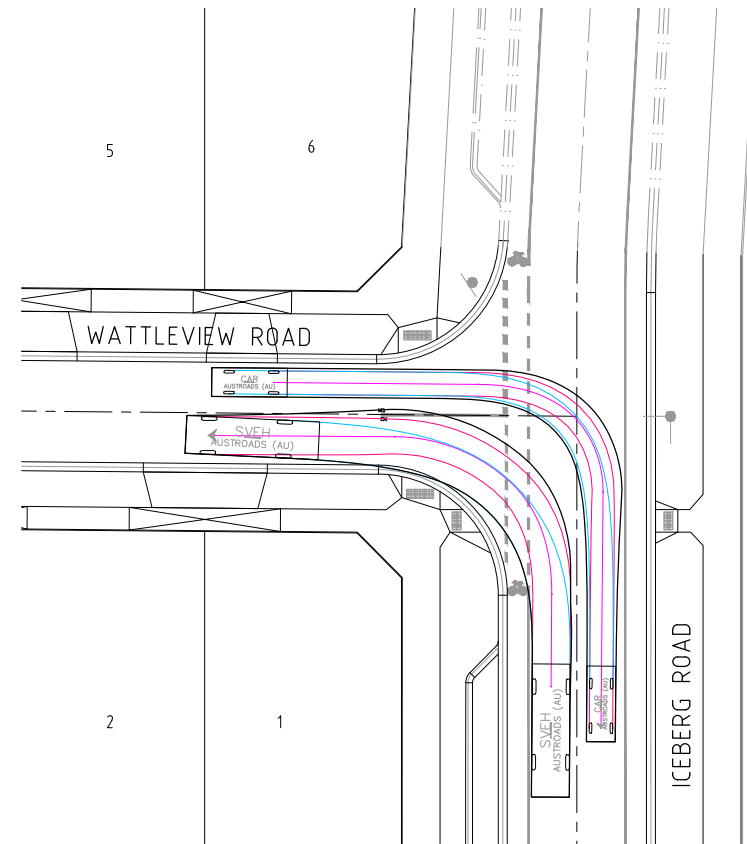 5
6
WATTLEVIEW ROAD
CAR
AUSTROADS (AU)
SVEH
AUSTROADS (AU)
2
1
SVEH
AUSTROADS (AU)
CAR
AUSTROADS (AU)
ICEBERG ROAD